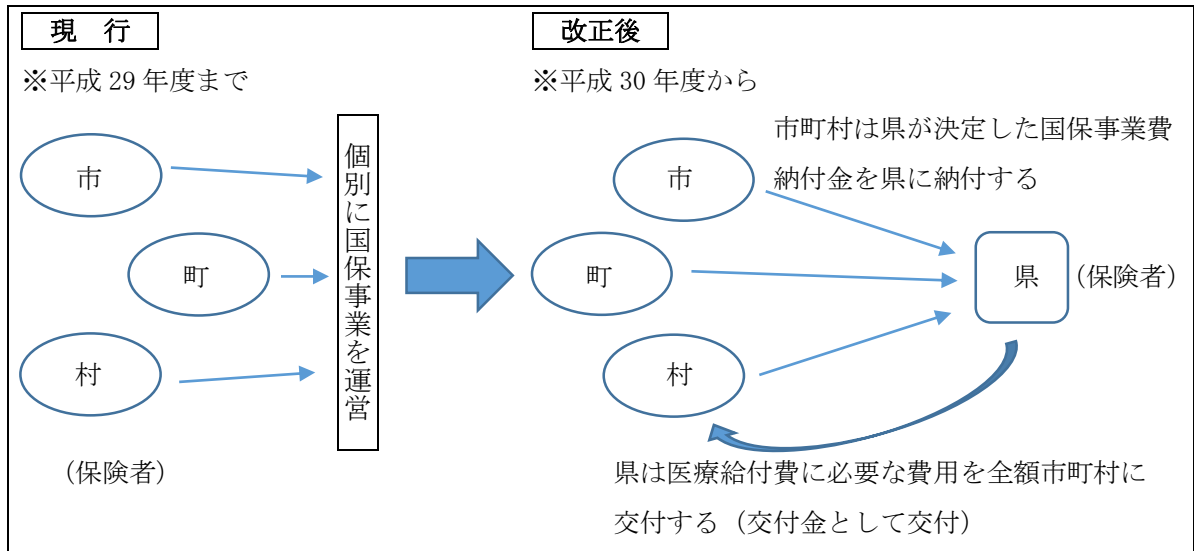 現 行
※平成 29 年度まで
市
町
村
(保険者)
個別に国保事業を運営
改正後
※平成 30 年度から
市町村は県が決定した国保事業費
納付金を県に納付する
市
町
村
県
(保険者)
県は医療給付費に必要な費用を全額市町村に
交付する(交付金として交付)